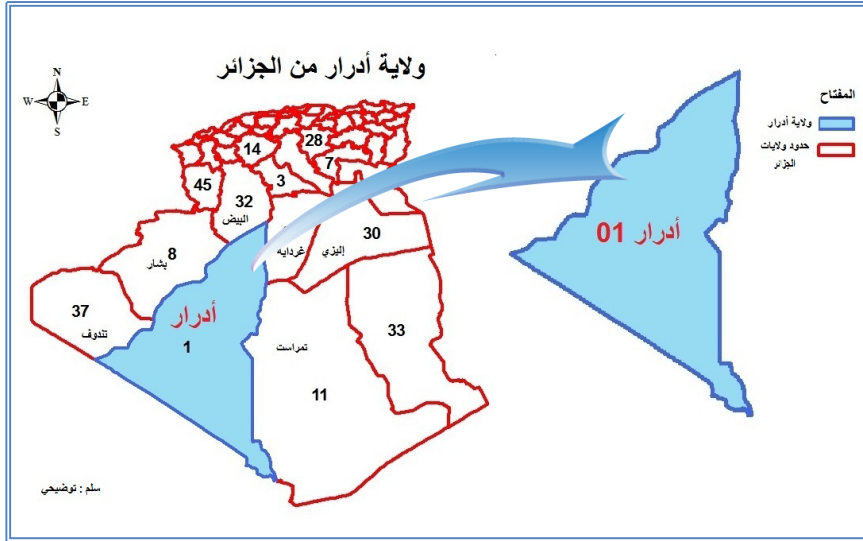 ولاية أدرار من الجزائر
N
W
E
S
المفتاح
ولاية أدرار
حدود ولايات
الجزائر
28
14
7
3
45
32
البيض
30
إليزي
غردايه
8
بشار
37
تندوف
أدرار
1
33
تمراست
11
أدرار 01
سلم : توضيحي